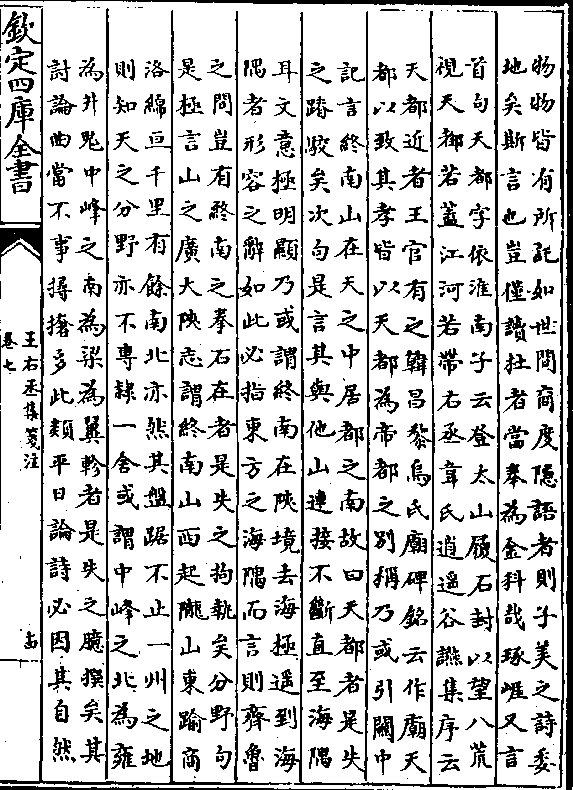 物物皆有所託如世間商度隱語者則子美之詩委
地矣斯言也豈僅讀杜者當奉為金科哉琢崖又言
首句天都字依淮南子云登太山履石封以望八荒
視天都若蓋江河若帶右丞韋氏逍遥谷讌集序云
天都近者王官有之韓昌黎烏氏廟碑銘云作廟天
都以致其孝皆以天都為帝都之別稱乃或引闗中
記言終南山在天之中居都之南故曰天都者是失
之踳駮矣次句是言其與他山連接不斷直至海隅
耳文意極明顯乃或謂終南在陝境去海極遥到海
隅者形容之辭如此必指東方之海隅而言則齊魯
之間豈有終南之拳石在者是失之拘執矣分野句
是極言山之廣大陝志謂終南山西起隴山東踰商
洛綿亘千里有餘南北亦然其盤踞不止一州之地
則知天之分野亦不專隸一舍或謂中峰之北為雍
為井鬼中峰之南為梁為翼軫者是失之臆撰矣其
討論曲當不事撏撦多此類平日論詩必因其自然
欽定四庫全書
王右丞集箋注
卷七